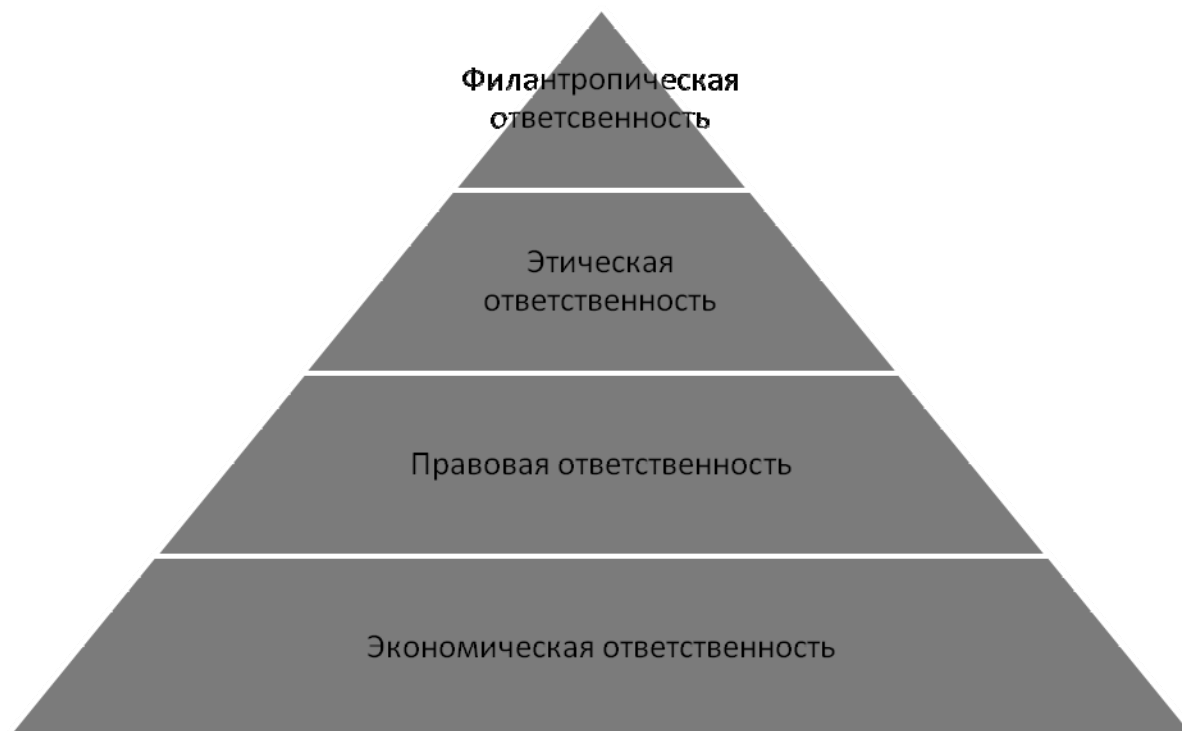 Филантропическая
ответсвенность
Этическая
ответственность
Правовая ответственность
Экономическая ответственность